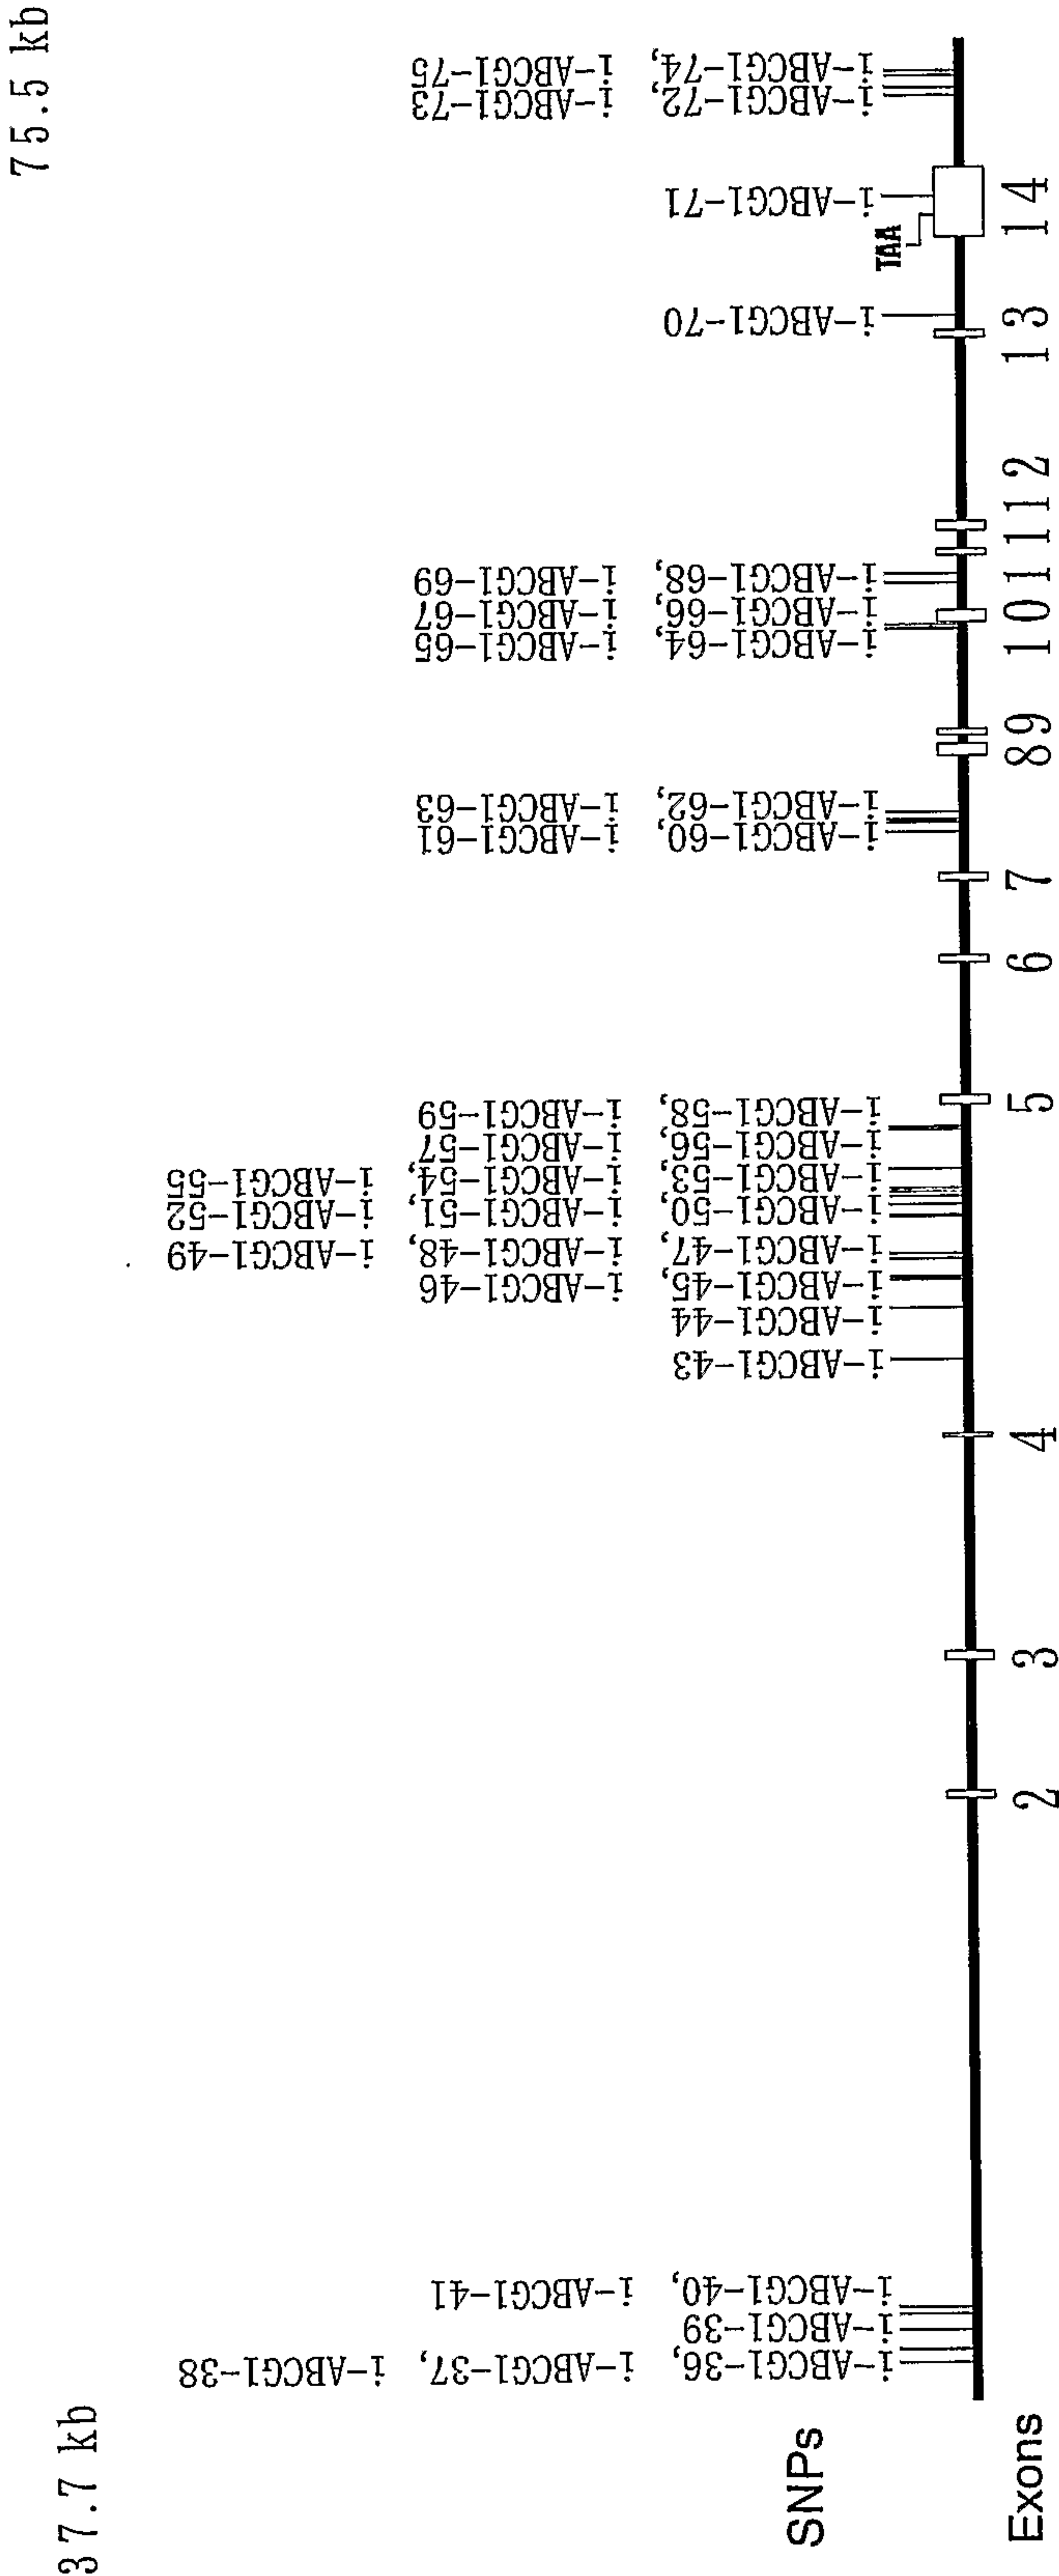 37.7 kb
75.5 kb
SNPs
i-ABCG1-36, i-ABCG1-37, i-ABCG1-38
i-ABCG1-39
i-ABCG1-40, i-ABCG1-41
i-ABCG1-43
i-ABCG1-44
i-ABCG1-45, i-ABCG1-46
i-ABCG1-47, i-ABCG1-48, i-ABCG1-49
i-ABCG1-50, i-ABCG1-51, i-ABCG1-52
i-ABCG1-53, i-ABCG1-54, i-ABCG1-55
i-ABCG1-56, i-ABCG1-57
i-ABCG1-58, i-ABCG1-59
i-ABCG1-60, i-ABCG1-61
i-ABCG1-62, i-ABCG1-63
i-ABCG1-64, i-ABCG1-65
i-ABCG1-66, i-ABCG1-67
i-ABCG1-68, i-ABCG1-69
i-ABCG1-70
i-ABCG1-71
i-ABCG1-72, i-ABCG1-73
i-ABCG1-74, i-ABCG1-75
TAA
Exons 2 3 4 5 6 7 89 101112 13 14